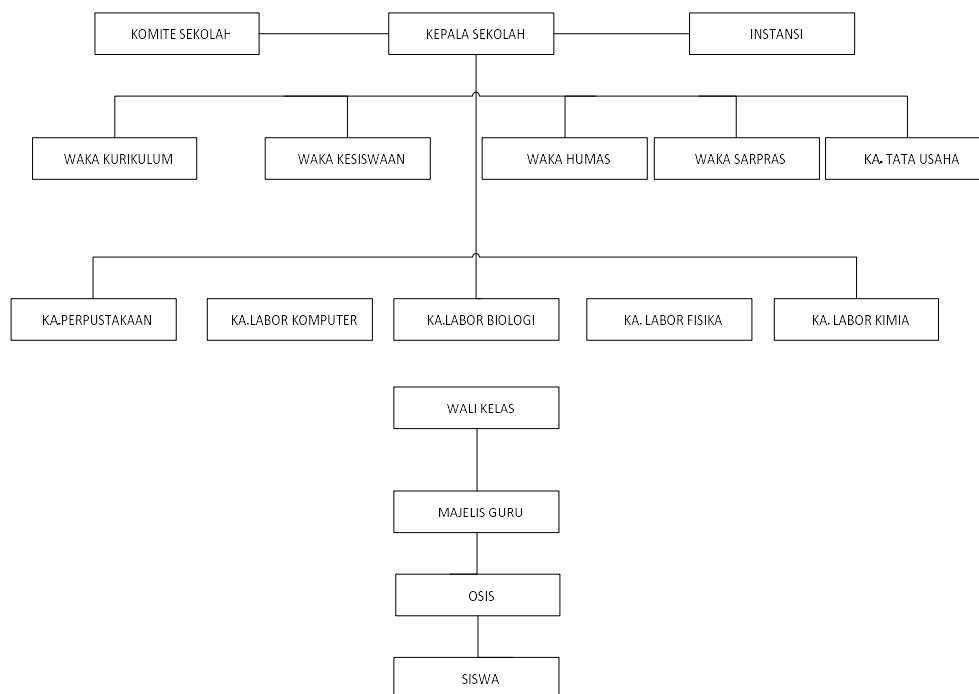 KOMITE SEKOLAH
KEPALA SEKOLAH
INSTANSI
WAKA KURIKULUM
WAKA KESISWAAN
WAKA HUMAS
WAKA SARPRAS
KA. TATA USAHA
KA.PERPUSTAKAAN
KA.LABOR KOMPUTER
KA.LABOR BIOLOGI
KA. LABOR FISIKA
KA. LABOR KIMIA
WALI KELAS
MAJELIS GURU
OSIS
SISWA